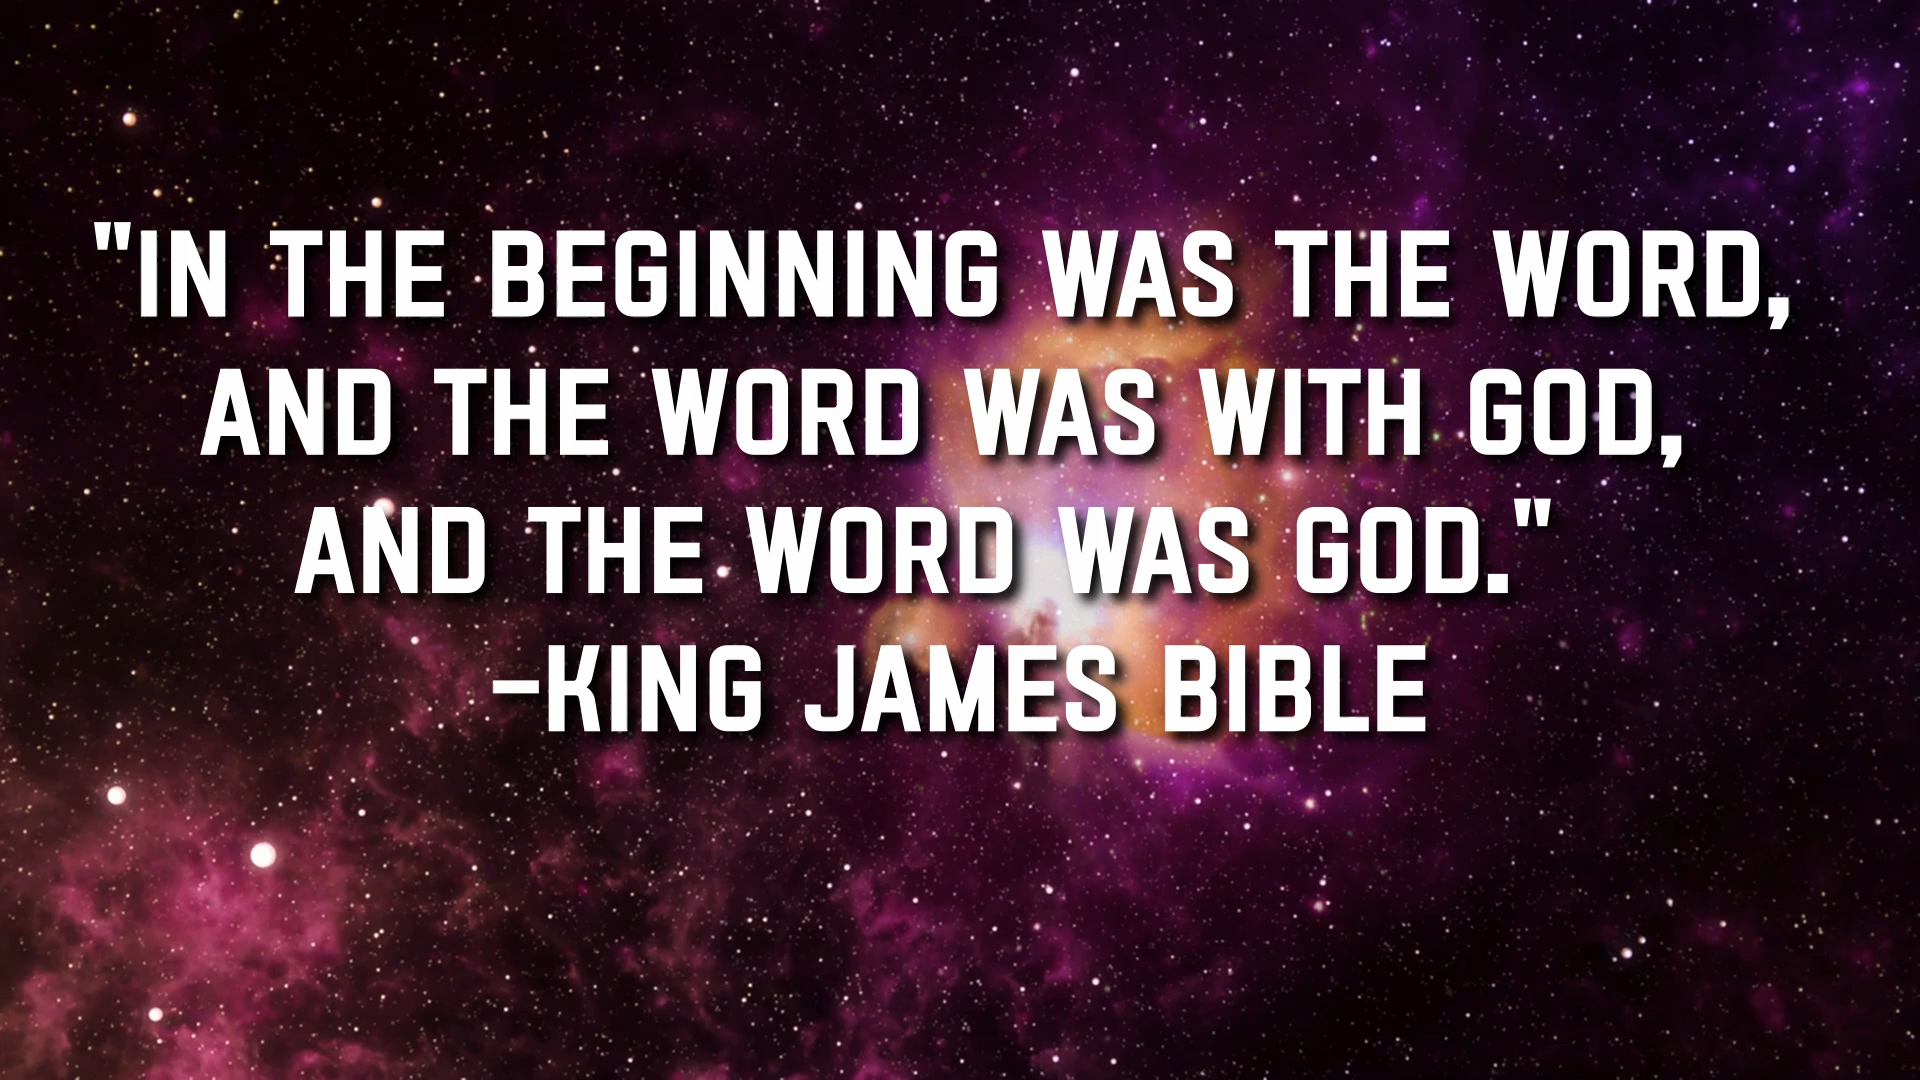 "IN THE BEGINNING WAS THE WORD,
AND THE WORD WAS WITH GOD,
AND THE WORD WAS GOD."
-KING JAMES BIBLE